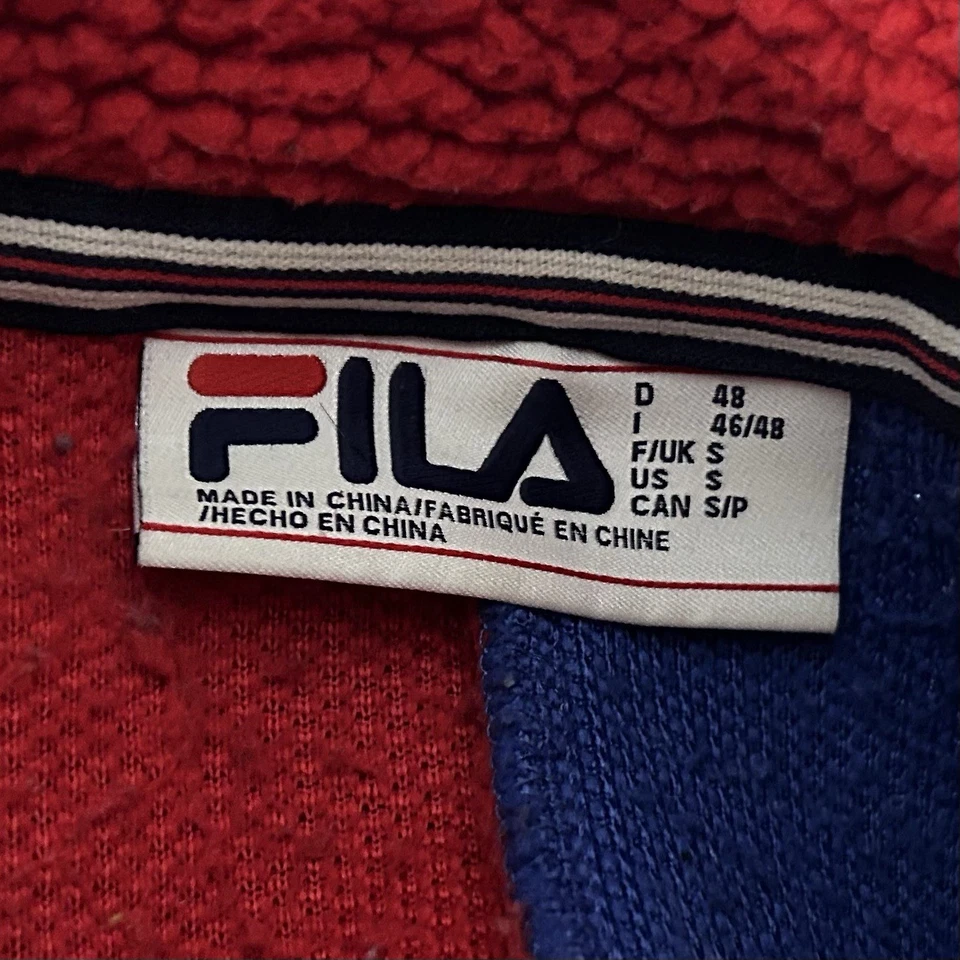 FILA
D 48
I 46/48
F/UK S
US S
CAN S/P
MADE IN CHINA/FABRIQUÉ EN CHINE
/HECHO EN CHINA